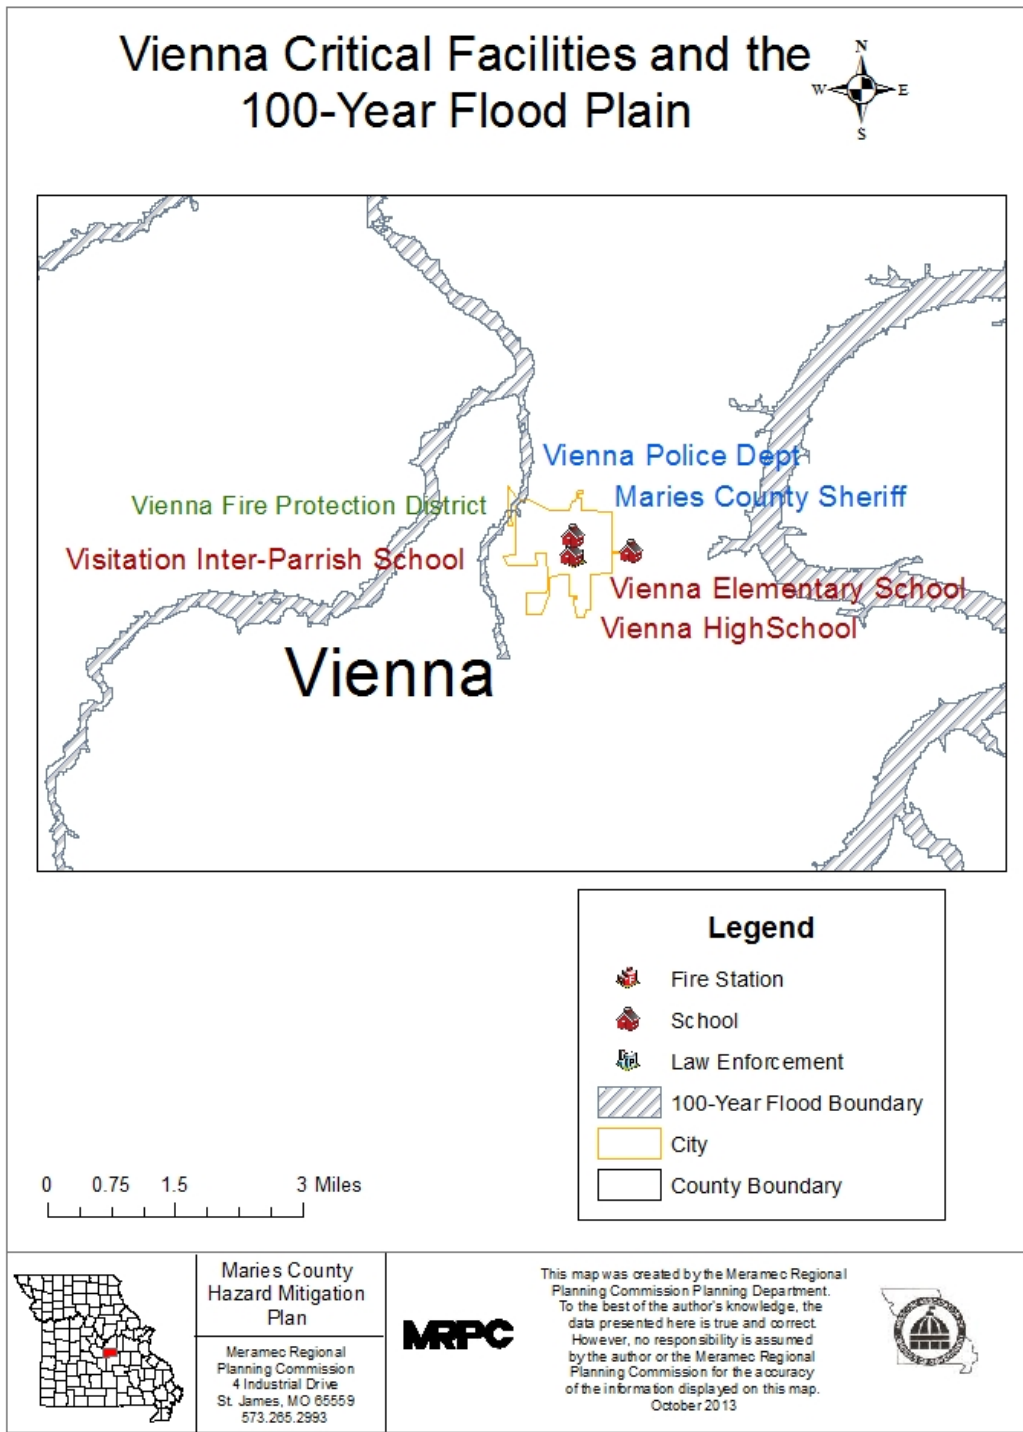 Vienna Critical Facilities and the
100-Year Flood Plain
N
W
E
S
Vienna Police Dept
Maries County Sheriff
Vienna Fire Protection District
Visitation Inter-Parrish School
Vienna Elementary School
Vienna HighSchool
Vienna
Legend
Fire Station
School
Law Enforcement
100-Year Flood Boundary
City
County Boundary
0 0.75 1.5 3 Miles
Maries County
Hazard Mitigation
Plan
Meramec Regional
Planning Commission
4 Industrial Drive
St. James, MO 65559
573.265.2993
MRPC
This map was created by the Meramec Regional
Planning Commission Planning Department.
To the best of the author's knowledge, the
data presented here is true and correct.
However, no responsibility is assumed
by the author or the Meramec Regional
Planning Commission for the accuracy
of the information displayed on this map.
October 2013